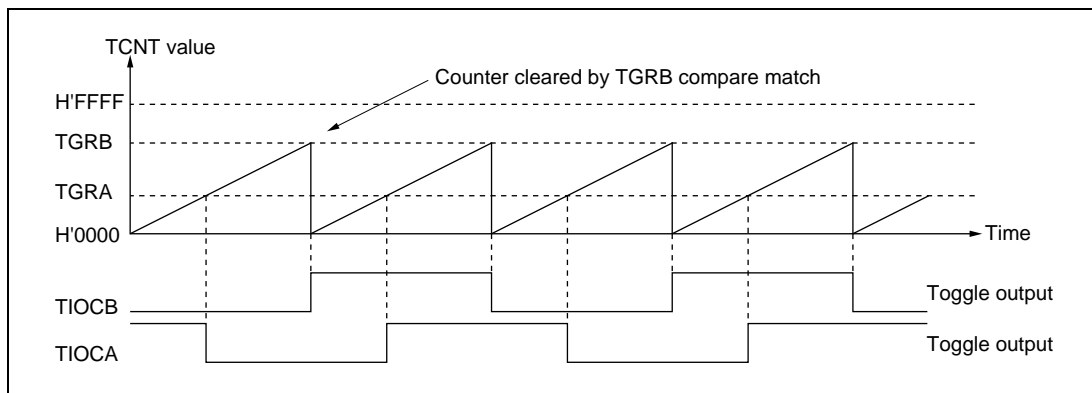 TCNT value
Counter cleared by TGRB compare match
H'FFFF
TGRB
TGRA
H'0000
Time
TIOCB
Toggle output
TIOCA
Toggle output